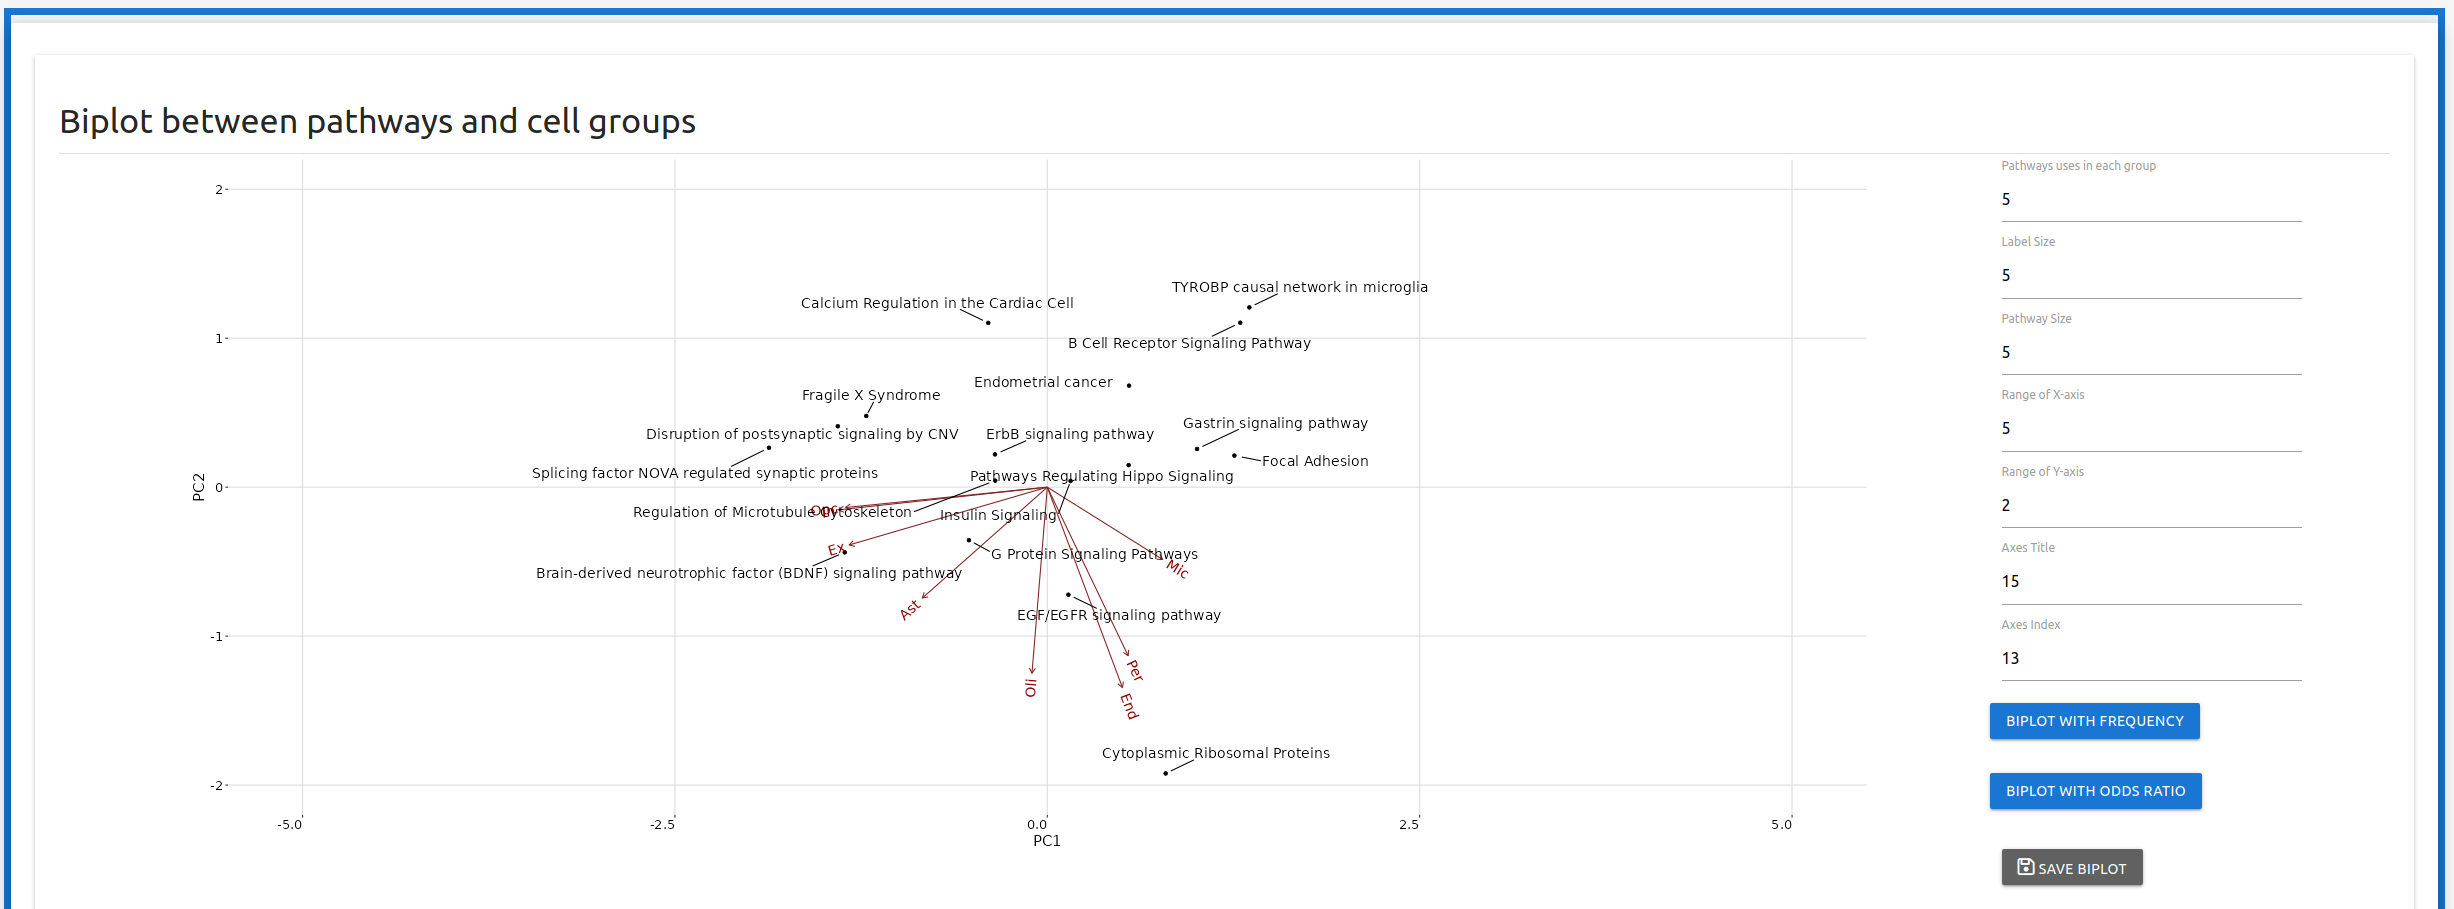 Biplot between pathways and cell groups
2
1
0
-1
-2
PC2
-5.0
-2.5
0.0
2.5
5.0
PC1
TYROBP causal network in microglia
Calcium Regulation in the Cardiac Cell
B Cell Receptor Signaling Pathway
Endometrial cancer
Fragile X Syndrome
Gastrin signaling pathway
Disruption of postsynaptic signaling by CNV
ErbB signaling pathway
Focal Adhesion
Splicing factor NOVA regulated synaptic proteins
Pathways Regulating Hippo Signaling
Regulation of Microtubule Cytoskeleton
Opc
Insulin Signaling
Ex
G Protein Signaling Pathways
Mic
Brain-derived neurotrophic factor (BDNF) signaling pathway
Ast
EGF/EGFR signaling pathway
Per
Oli
End
Cytoplasmic Ribosomal Proteins
Pathways uses in each group
5
Label Size
5
Pathway Size
5
Range of X-axis
5
Range of Y-axis
2
Axes Title
15
Axes Index
13
BIPLOT WITH FREQUENCY
BIPLOT WITH ODDS RATIO
SAVE BIPLOT